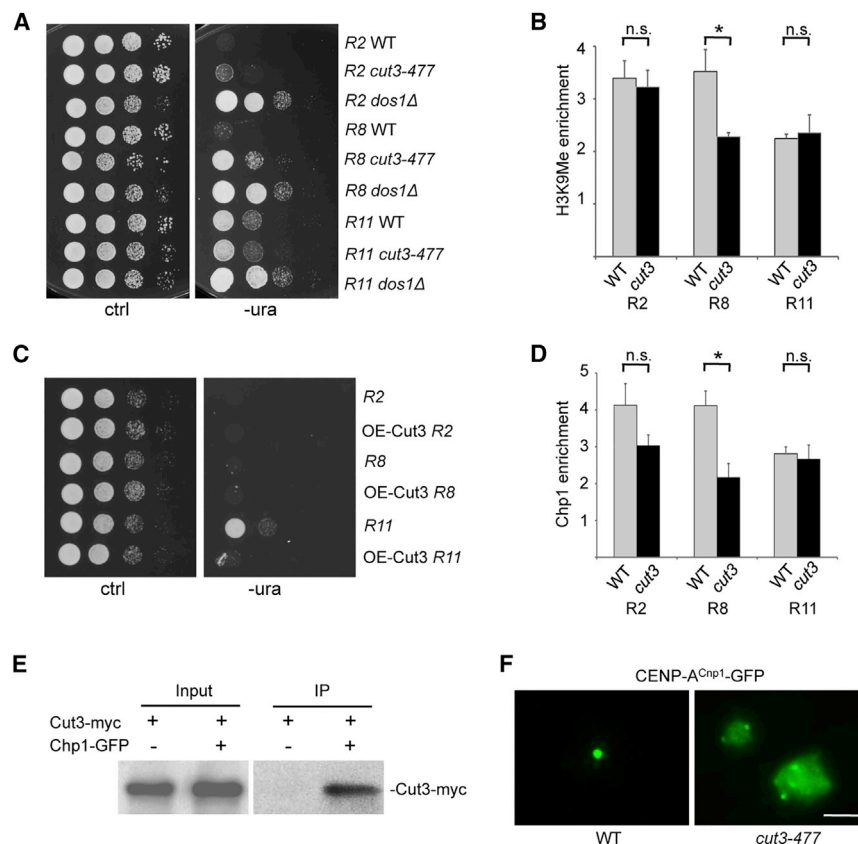 A
R2 WT
R2 cut3-477
R2 dos1Δ
R8 WT
R8 cut3-477
R8 dos1Δ
R11 WT
R11 cut3-477
R11 dos1Δ
ctrl
-ura
B
H3K9Me enrichment
4
3
2
1
n.s.
*
n.s.
WT
cut3
WT
cut3
WT
cut3
R2
R8
R11
C
R2
OE-Cut3 R2
R8
OE-Cut3 R8
R11
OE-Cut3 R11
ctrl
-ura
D
Chp1 enrichment
5
4
3
2
1
n.s.
*
n.s.
WT
cut3
WT
cut3
WT
cut3
R2
R8
R11
E
Input
IP
Cut3-myc + + + +
Chp1-GFP - + - +
-Cut3-myc
F
CENP-A^Cnp1-GFP
WT
cut3-477